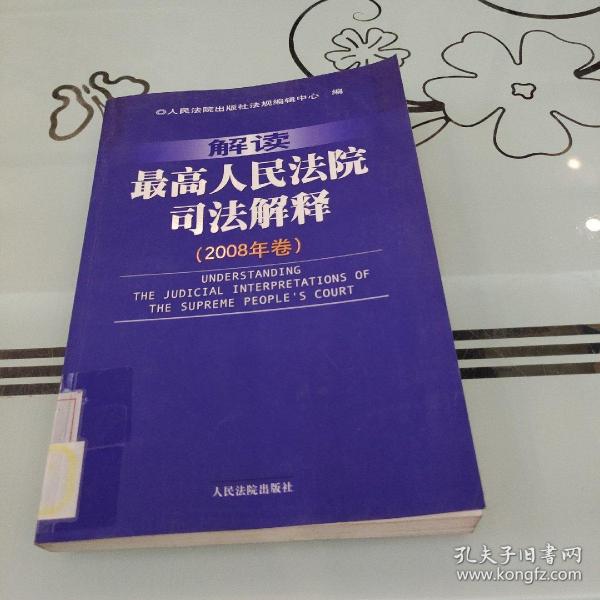 ◎人民法院出版社法规编辑中心 编
解读
最高人民法院
司法解释
(2008年卷)
UNDERSTANDING
THE JUDICIAL INTERPRETATIONS OF
THE SUPREME PEOPLE'S COURT
人民法院出版社
孔夫子旧书网
www.kongfz.com